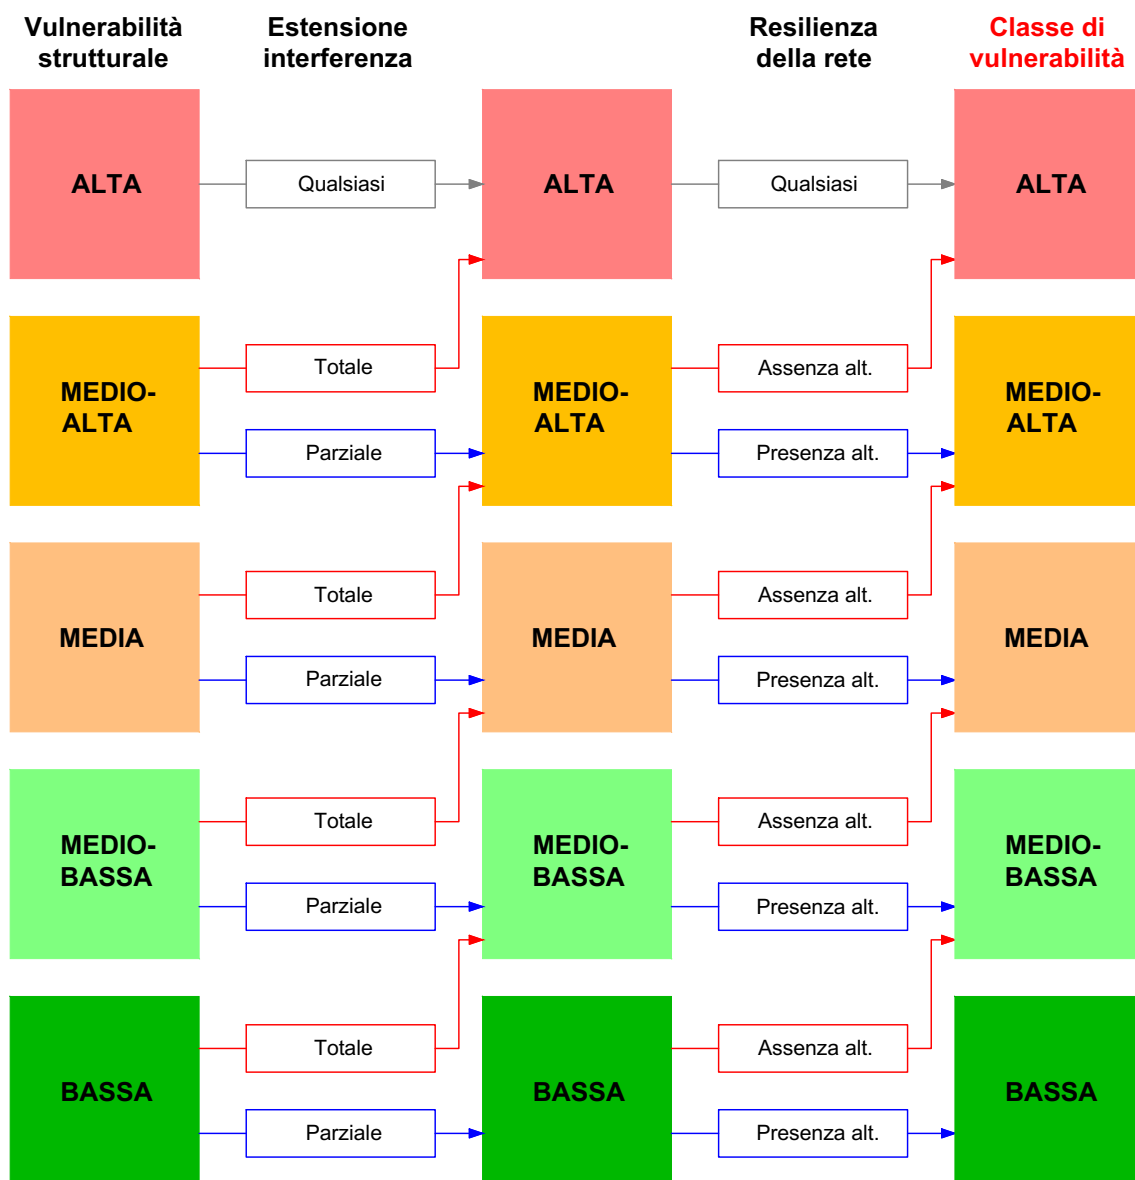 Vulnerabilità
strutturale
Estensione
interferenza
Resilienza
della rete
Classe di
vulnerabilità
ALTA
Qualsiasi
ALTA
Qualsiasi
ALTA
MEDIO-
ALTA
Totale
Parziale
MEDIO-
ALTA
Assenza alt.
Presenza alt.
MEDIO-
ALTA
MEDIA
Totale
Parziale
MEDIA
Assenza alt.
Presenza alt.
MEDIA
MEDIO-
BASSA
Totale
Parziale
MEDIO-
BASSA
Assenza alt.
Presenza alt.
MEDIO-
BASSA
BASSA
Totale
Parziale
BASSA
Assenza alt.
Presenza alt.
BASSA